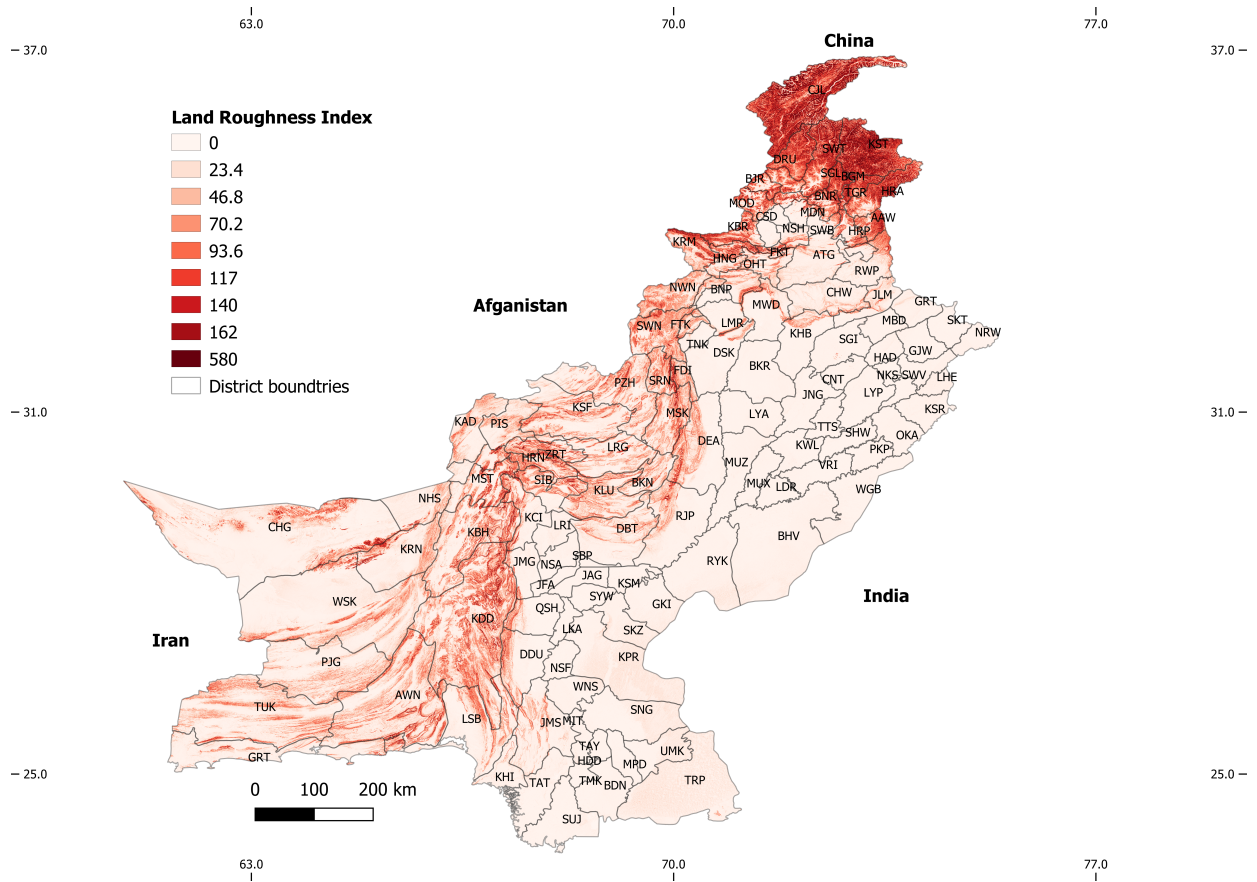 63.0 70.0 77.0
37.0 37.0
China
Land Roughness Index
0
23.4
46.8
70.2
93.6
117
140
162
580
District boundtries
CJL
SWT
KST
DRU
SGL
BGM
BJR
TGR
HRA
BNR
MOD
MDN
CSD
AAW
KBR
NSH
SWB
HRP
KRM
FKT
ATG
HNG
OHT
RWP
NWN
BNP
CHW
JLM
MWD
GRT
Afganistan
SWN
FTK
LMR
KHB
MBD
SKT
NRW
TNK
DSK
SGI
HAD
GJW
BKR
FDI
NKS
SWV
LHE
PZH
SRN
CNT
JNG
LYP
KSF
MSK
LYA
KSR
31.0 31.0
KAD
PIS
TTS
SHW
OKA
LRG
DEA
KWL
PKP
HRN
ZRT
MUZ
VRI
MST
SIB
KLU
BKN
MUX
LDR
WGB
NHS
CHG
KCI
LRI
DBT
RJP
KBH
BHV
KRN
JMG
NSA
SBP
RYK
JAG
JFA
KSM
India
WSK
QSH
SYW
GKI
KDD
LKA
SKZ
Iran
PJG
DDU
NSF
KPR
AWN
WNS
TUK
LSB
JMS
MIT
SNG
GRT
TAY
HDD
UMK
MPD
25.0 25.0
KHI
TAT
TMK
BDN
TRP
0 100 200 km
SUJ
63.0 70.0 77.0